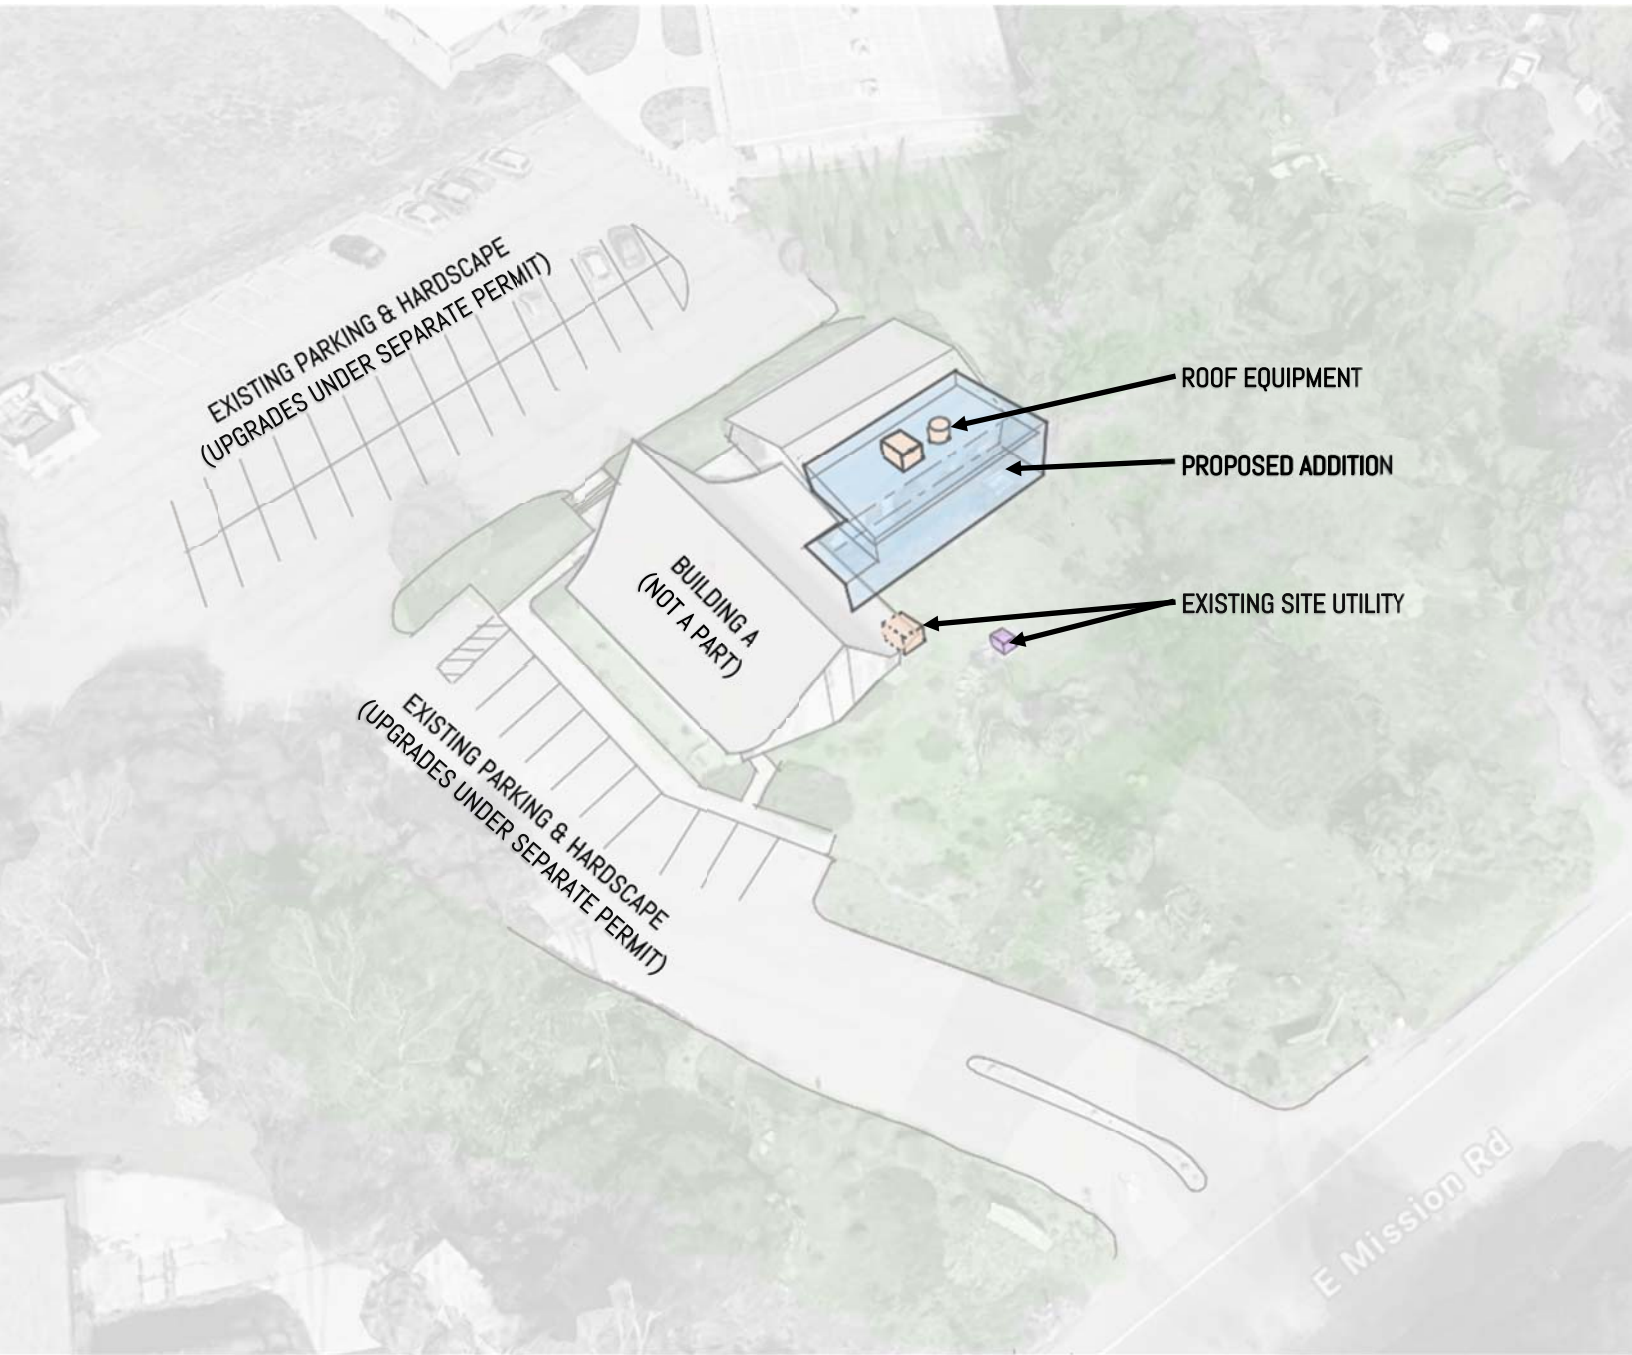 EXISTING PARKING & HARDSCAPE
(UPGRADES UNDER SEPARATE PERMIT)
ROOF EQUIPMENT
PROPOSED ADDITION
BUILDING A
(NOT A PART)
EXISTING SITE UTILITY
EXISTING PARKING & HARDSCAPE
(UPGRADES UNDER SEPARATE PERMIT)
E Mission Rd